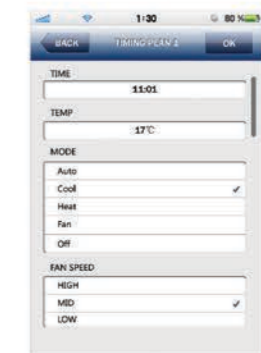 1:30 80 %
BACK TIMING PLAN 1 OK
TIME
11:01
TEMP
17℃
MODE
Auto
Cool
Heat
Fan
Off
FAN SPEED
HIGH
MID
LOW